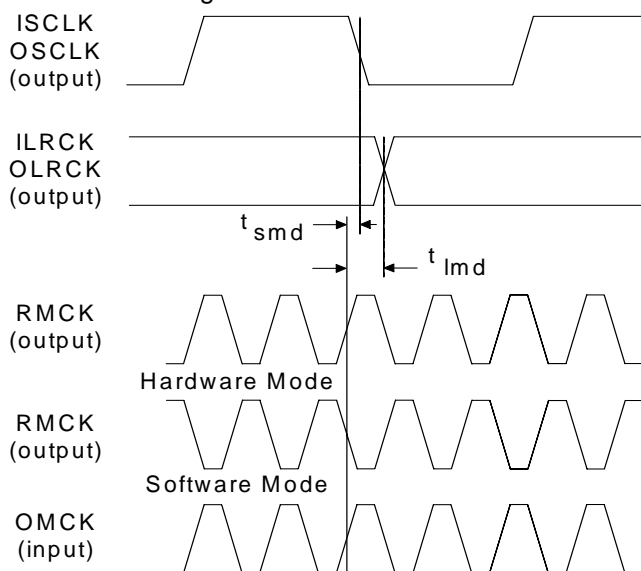 ISCLK
OSCLK
(output)
ILRCK
OLRCK
(output)
t smd
t lmd
RMCK
(output)
Hardware Mode
RMCK
(output)
Software Mode
OMCK
(input)